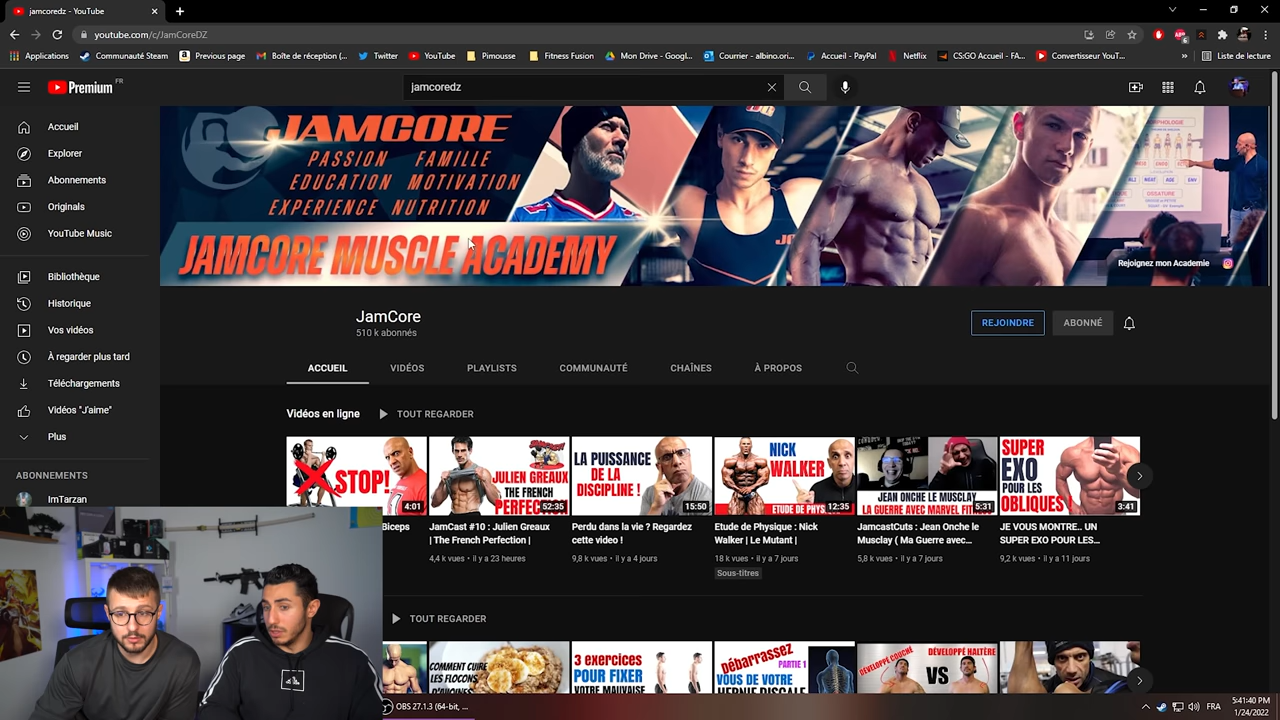 jamcoredz - YouTube
youtube.com/c/JamCoreDZ
Applications
Communauté Steam
Previous page
Boîte de réception (...
Twitter
YouTube
Pimousse
Fitness Fusion
Mon Drive - Googl...
Courrier - albino.ori...
Accueil - PayPal
Netflix
CS:GO Accueil - FA...
Convertisseur YouT...
»
Liste de lecture
Premium
FR
jamcoredz
Accueil
Explorer
Abonnements
Originals
YouTube Music
Bibliothèque
Historique
Vos vidéos
À regarder plus tard
Téléchargements
Vidéos "J'aime"
Plus
ABONNEMENTS
ImTarzan
JAMCORE
PASSION FAMILLE
EDUCATION MOTIVATION
EXPERIENCE NUTRITION
JAMCORE MUSCLE ACADEMY
MORPHOLOGIE
Rejoignez mon Academie
JamCore
510 k abonnés
REJOINDRE
ABONNÉ
ACCUEIL
VIDÉOS
PLAYLISTS
COMMUNAUTÉ
CHAÎNES
À PROPOS
Vidéos en ligne
TOUT REGARDER
STOP!
4:01
Biceps
JULIEN GREAUX
THE FRENCH
PERFECTION
52:35
JamCast #10 : Julien Greaux
| The French Perfection |
4,4 k vues • il y a 23 heures
LA PUISSANCE
DE LA
DISCIPLINE !
15:50
Perdu dans la vie ? Regardez
cette video !
9,8 k vues • il y a 4 jours
NICK
WALKER
ETUDE DE PHYS
12:35
Etude de Physique : Nick
Walker | Le Mutant |
18 k vues • il y a 7 jours
Sous-titres
JEAN ONCHE LE MUSCLAY
LA GUERRE AVEC MARVEL FIT
5:31
JamcastCuts : Jean Onche le
Musclay ( Ma Guerre avec...
5,8 k vues • il y a 7 jours
SUPER
EXO
POUR LES
OBLIQUES !
3:41
JE VOUS MONTRE.. UN
SUPER EXO POUR LES...
9,2 k vues • il y a 11 jours
TOUT REGARDER
COMMENT CUIRE
LES FLOCONS
D'AVOINES
3 exercices
POUR FIXER
VOTRE MAUVAISE
Débarrassez
PARTIE 1
VOUS DE VOTRE
HERNIE DISCALE
DÉVELOPPÉ COUCHÉ
VS
DÉVELOPPÉ HALTÈRE
OBS 27.1.3 (64-bit, ...
FRA
5:41:40 PM
1/24/2022